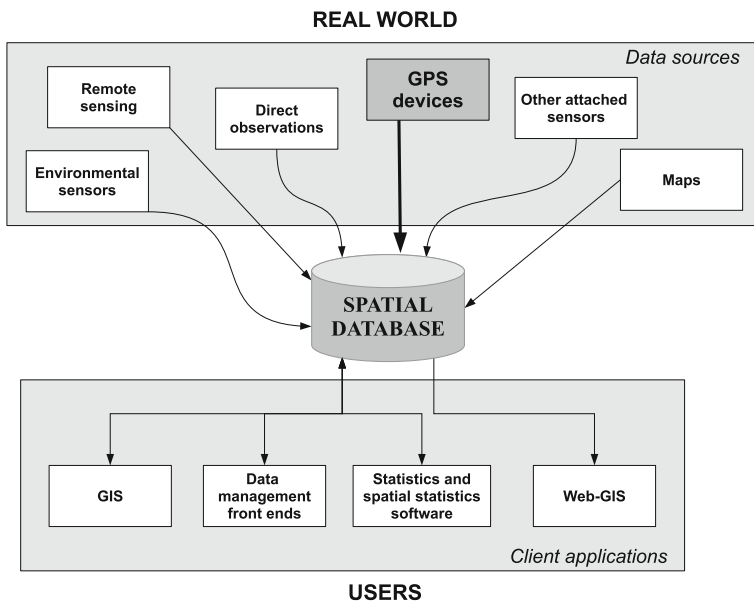 REAL WORLD
Data sources
Remote
sensing
Direct
observations
GPS
devices
Other attached
sensors
Environmental
sensors
Maps
SPATIAL
DATABASE
GIS
Data
management
front ends
Statistics and
spatial statistics
software
Web-GIS
Client applications
USERS